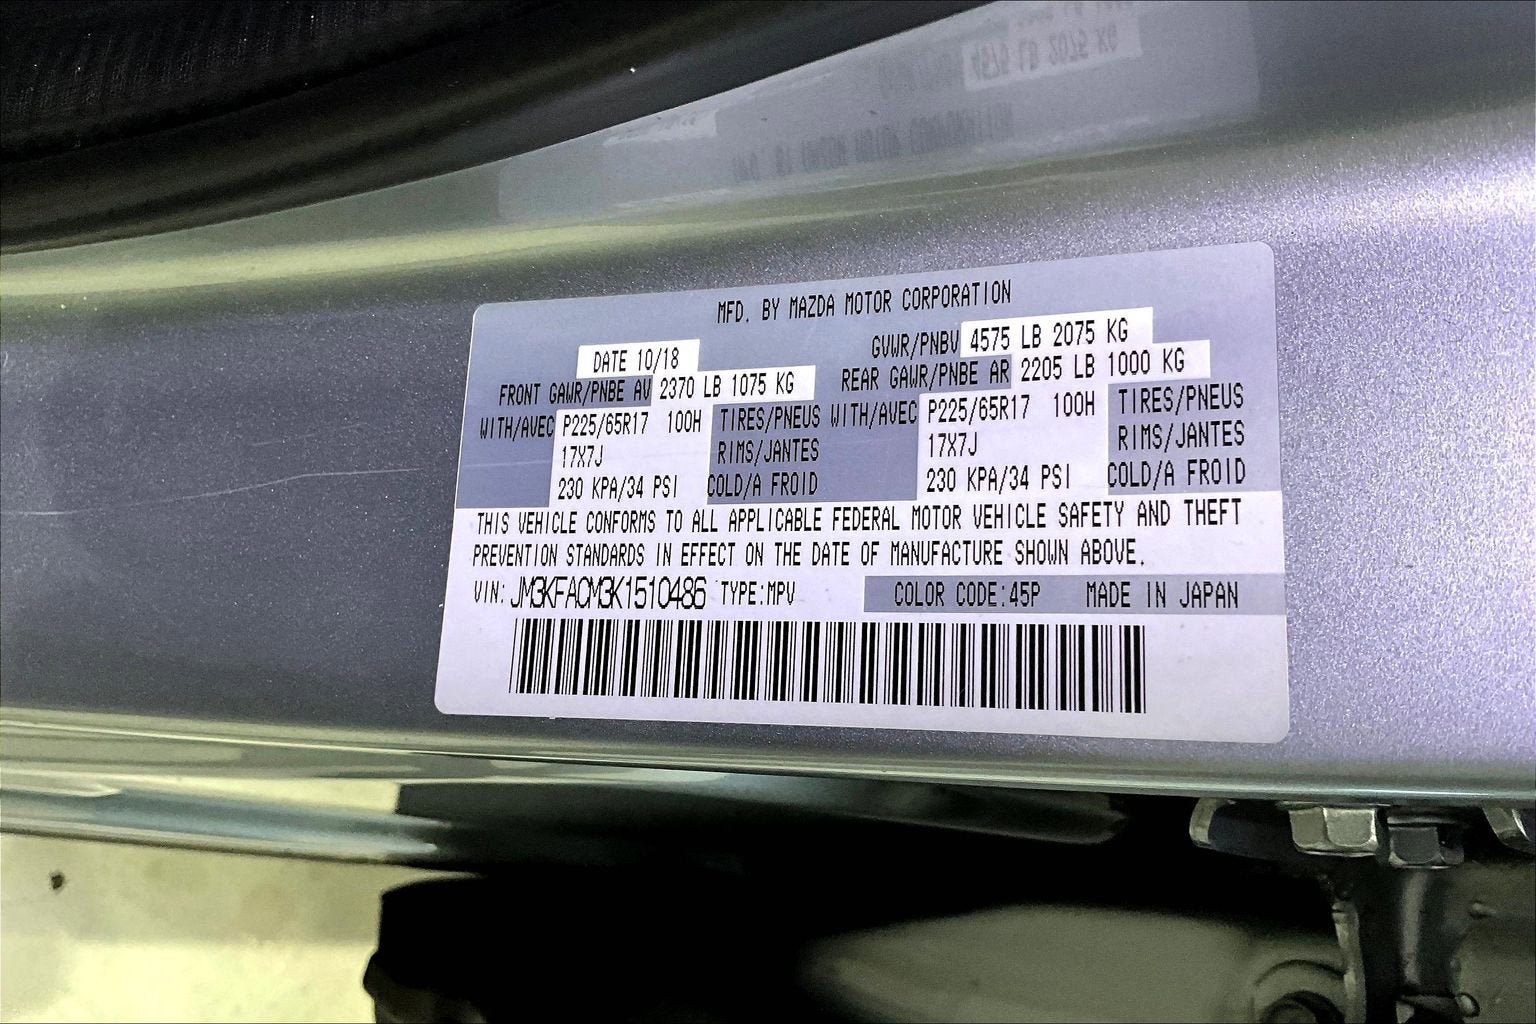 MFD. BY MAZDA MOTOR CORPORATION
DATE 10/18 GVWR/PNBV 4575 LB 2075 KG
FRONT GAWR/PNBE AV 2370 LB 1075 KG REAR GAWR/PNBE AR 2205 LB 1000 KG
WITH/AVEC P225/65R17 100H TIRES/PNEUS WITH/AVEC P225/65R17 100H TIRES/PNEUS
17X7J RIMS/JANTES 17X7J RIMS/JANTES
230 KPA/34 PSI COLD/A FROID 230 KPA/34 PSI COLD/A FROID
THIS VEHICLE CONFORMS TO ALL APPLICABLE FEDERAL MOTOR VEHICLE SAFETY AND THEFT
PREVENTION STANDARDS IN EFFECT ON THE DATE OF MANUFACTURE SHOWN ABOVE.
VIN: JM3KFACM3K1510486 TYPE:MPV COLOR CODE:45P MADE IN JAPAN